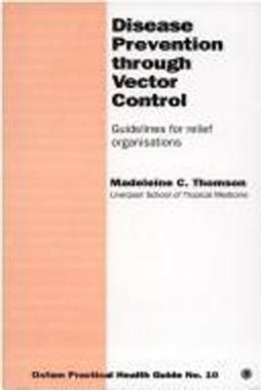 Disease
Prevention
through
Vector
Control
Guidelines for relief
organisations
Madeleine C. Thomson
Liverpool School of Tropical Medicine
Oxfam Practical Health Guide No. 10